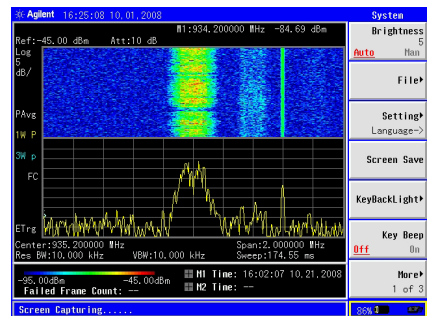 Agilent 16:25:08 10.01.2008
System
M1:934.200000 MHz -84.69 dBm
Ref:-45.00 dBm Att:10 dB
Log
5
dB/
PAvg
1W P
3W p
FC
ETrg
Center:935.200000 MHz Span:2.000000 MHz
Res BW:10.000 kHz VBW:10.000 kHz Sweep:174.55 ms
-95.00dBm -45.00dBm
Failed Frame Count: --
M1 Time: 16:02:07 10.21.2008
M2 Time: --
Screen Capturing......
Brightness
5
Auto Man
File
Setting
Language->
Screen Save
KeyBackLight
Key Beep
Off On
More
1 of 3
86%